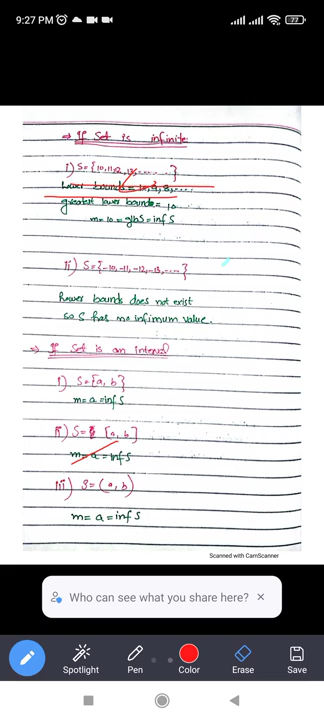 9:27 PM
77
⇒ If Set is infinite
i) S={10,11,12,13,......}
Lower bounds = 10, 9, 8,....
greatest lower bounds = 10
m=10=glbS=inf S
ii) S={-10,-11,-12,-13,....}
Lower bounds does not exist
so S has no infimum value.
⇒ If Set is an interval
i) S={a, b}
m=a=inf S
ii) S= [a, b]
m=a=inf S
iii) S= (a, b)
m= a =inf S
Scanned with CamScanner
Who can see what you share here? ×
Spotlight
Pen
Color
Erase
Save